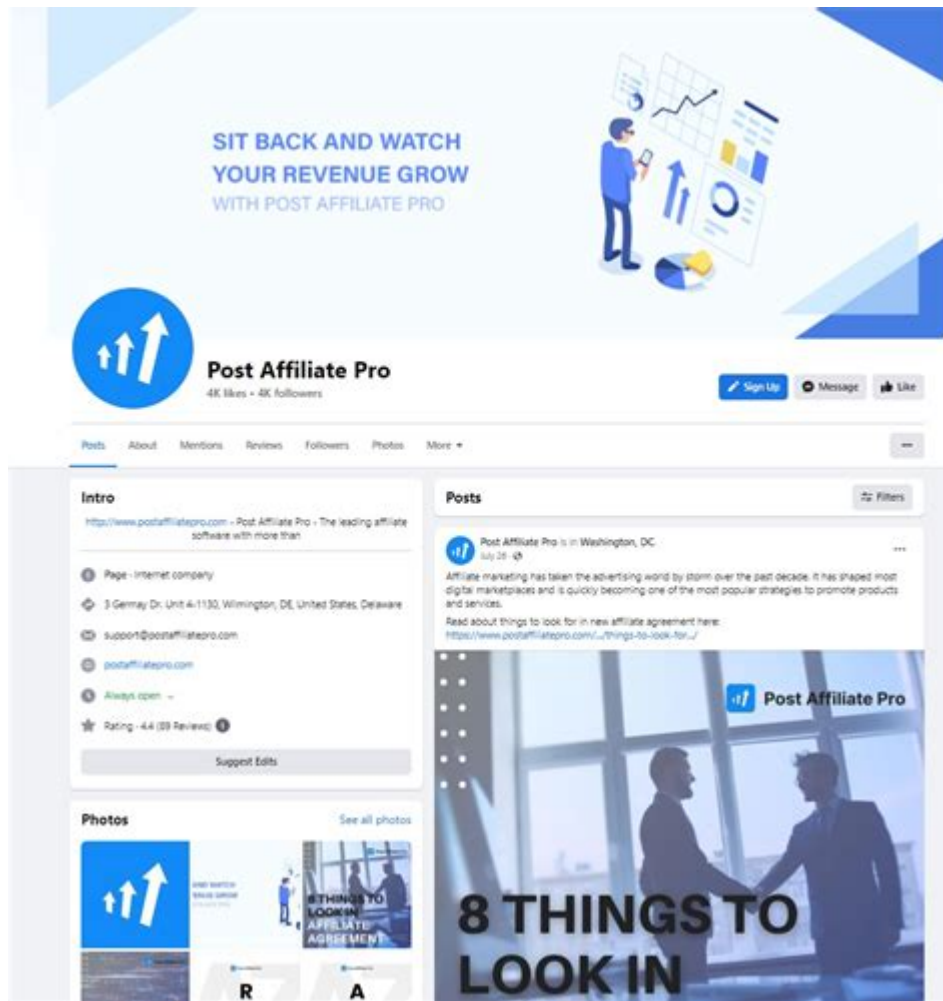 SIT BACK AND WATCH
YOUR REVENUE GROW
WITH POST AFFILIATE PRO
Post Affiliate Pro
4K likes • 4K followers
Sign Up
Message
Like
Posts
About
Mentions
Reviews
Followers
Photos
More
Intro
http://www.postaffiliatepro.com - Post Affiliate Pro - The leading affiliate
software with more than
Page · Internet company
3 Germay Dr. Unit 4-1130, Wilmington, DE, United States, Delaware
support@postaffiliatepro.com
postaffiliatepro.com
Always open
Rating · 4.4 (89 Reviews)
Suggest Edits
Photos
See all photos
8 THINGS TO
LOOK IN
AFFILIATE
AGREEMENT
R
A
Posts
Filters
Post Affiliate Pro is in Washington, DC.
July 26
Affiliate marketing has taken the advertising world by storm over the past decade. It has shaped most
digital marketplaces and is quickly becoming one of the most popular strategies to promote products
and services.
Read about things to look for in new affiliate agreement here:
https://www.postaffiliatepro.com/.../things-to-look-for.../
Post Affiliate Pro
8 THINGS TO
LOOK IN